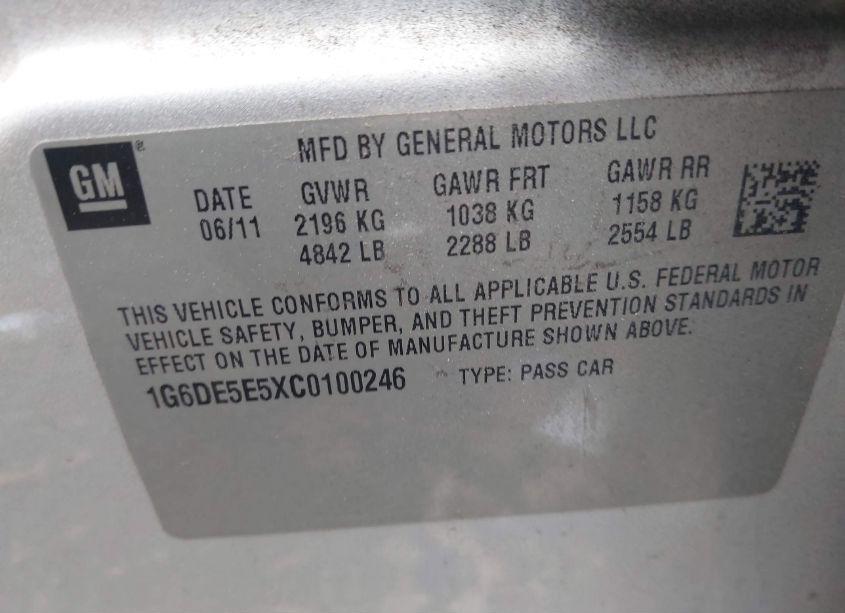 MFD BY GENERAL MOTORS LLC
GM®
DATE GVWR GAWR FRT GAWR RR
06/11 2196 KG 1038 KG 1158 KG
4842 LB 2288 LB 2554 LB
THIS VEHICLE CONFORMS TO ALL APPLICABLE U.S. FEDERAL MOTOR
VEHICLE SAFETY, BUMPER, AND THEFT PREVENTION STANDARDS IN
EFFECT ON THE DATE OF MANUFACTURE SHOWN ABOVE.
1G6DE5E5XC0100246 TYPE: PASS CAR